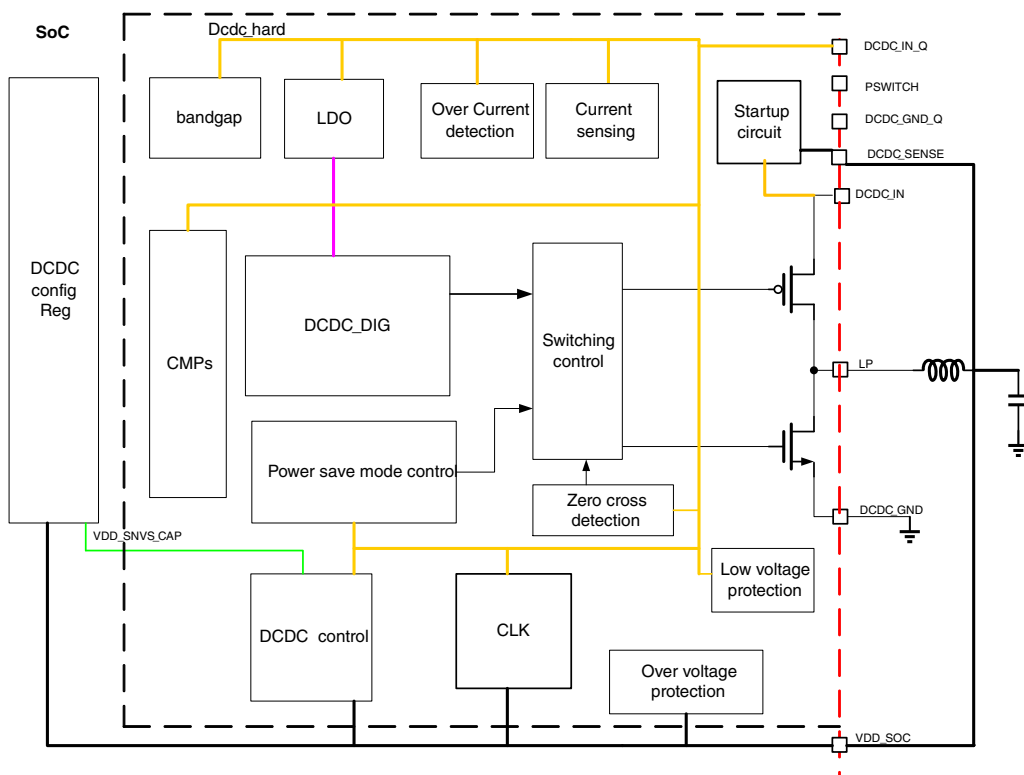 SoC
Dcdc_hard
DCDC_IN_Q
PSWITCH
DCDC_GND_Q
DCDC_SENSE
DCDC_IN
bandgap
LDO
Over Current
detection
Current
sensing
Startup
circuit
DCDC
config
Reg
CMPs
DCDC_DIG
Switching
control
LP
Power save mode control
Zero cross
detection
DCDC_GND
VDD_SNVS_CAP
Low voltage
protection
DCDC control
CLK
Over voltage
protection
VDD_SOC